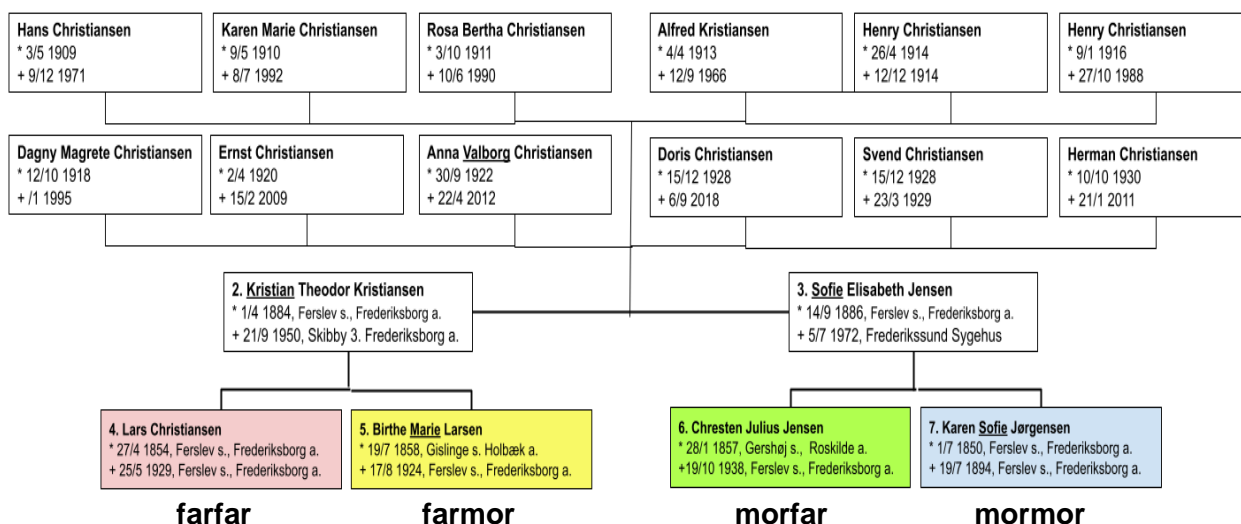 Hans Christiansen
* 3/5 1909
+ 9/12 1971
Karen Marie Christiansen
* 9/5 1910
+ 8/7 1992
Rosa Bertha Christiansen
* 3/10 1911
+ 10/6 1990
Alfred Kristiansen
* 4/4 1913
+ 12/9 1966
Henry Christiansen
* 26/4 1914
+ 12/12 1914
Henry Christiansen
* 9/1 1916
+ 27/10 1988
Dagny Magrete Christiansen
* 12/10 1918
+ /1 1995
Ernst Christiansen
* 2/4 1920
+ 15/2 2009
Anna Valborg Christiansen
* 30/9 1922
+ 22/4 2012
Doris Christiansen
* 15/12 1928
+ 6/9 2018
Svend Christiansen
* 15/12 1928
+ 23/3 1929
Herman Christiansen
* 10/10 1930
+ 21/1 2011
2. Kristian Theodor Kristiansen
* 1/4 1884, Ferslev s., Frederiksborg a.
+ 21/9 1950, Skibby 3. Frederiksborg a.
3. Sofie Elisabeth Jensen
* 14/9 1886, Ferslev s., Frederiksborg a.
+ 5/7 1972, Frederikssund Sygehus
4. Lars Christiansen
* 27/4 1854, Ferslev s., Frederiksborg a.
+ 25/5 1929, Ferslev s., Frederiksborg a.
5. Birthe Marie Larsen
* 19/7 1858, Gislinge s. Holbæk a.
+ 17/8 1924, Ferslev s., Frederiksborg a.
6. Chresten Julius Jensen
* 28/1 1857, Gershøj s., Roskilde a.
+19/10 1938, Ferslev s., Frederiksborg a.
7. Karen Sofie Jørgensen
* 1/7 1850, Ferslev s., Frederiksborg a.
+ 19/7 1894, Ferslev s., Frederiksborg a.
farfar
farmor
morfar
mormor